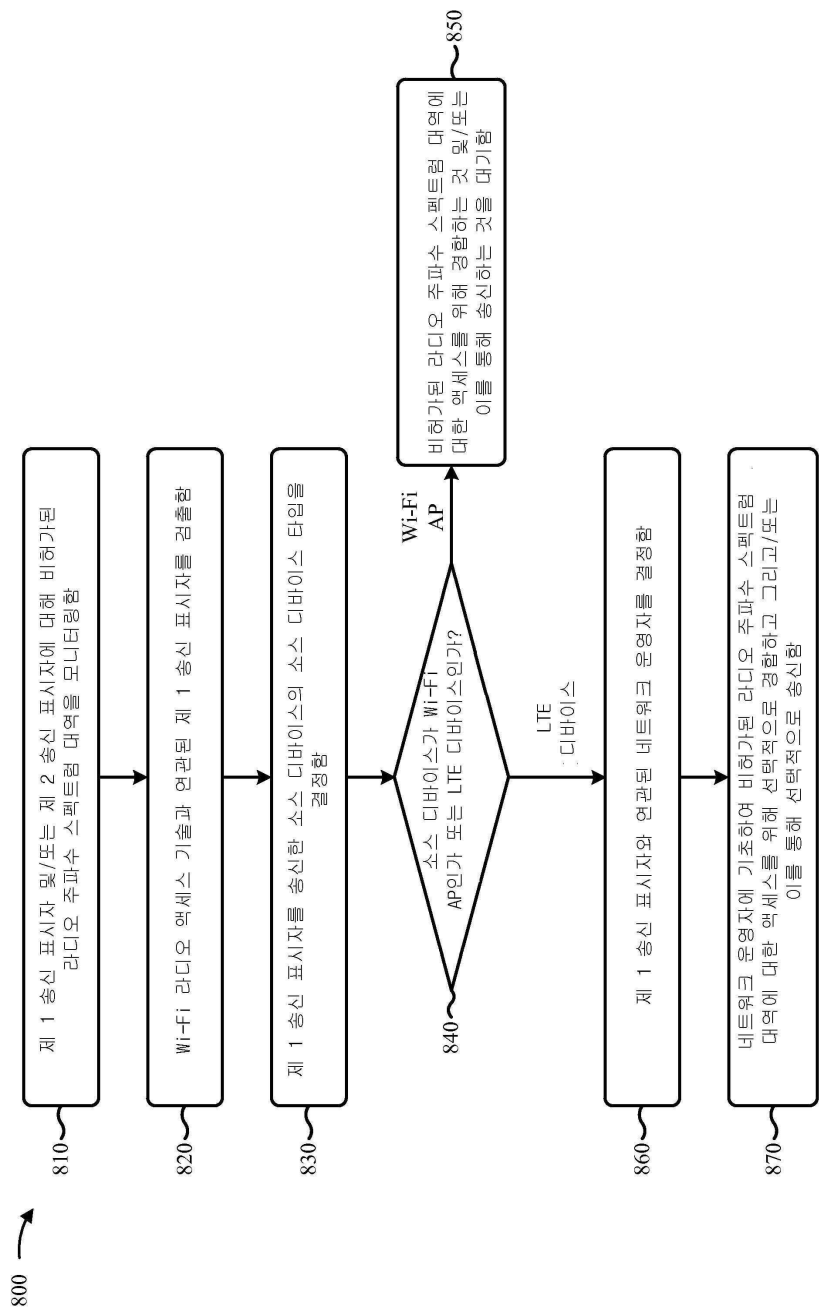 800
810
제 1 송신 표시자 및/또는 제 2 송신 표시자에 대해 비허가된
라디오 주파수 스펙트럼 대역을 모니터링함
820
Wi-Fi 라디오 액세스 기술과 연관된 제 1 송신 표시자를 검출함
830
제 1 송신 표시자를 송신한 소스 디바이스의 소스 디바이스 타입을
결정함
840
소스 디바이스가 Wi-Fi
AP인가 또는 LTE 디바이스인가?
Wi-Fi
AP
850
비허가된 라디오 주파수 스펙트럼 대역에
대한 액세스를 위해 경합하는 것 및/또는
이를 통해 송신하는 것을 대기함
LTE
디바이스
860
제 1 송신 표시자와 연관된 네트워크 운영자를 결정함
870
네트워크 운영자에 기초하여 비허가된 라디오 주파수 스펙트럼
대역에 대한 액세스를 위해 선택적으로 경합하고 그리고/또는
이를 통해 선택적으로 송신함